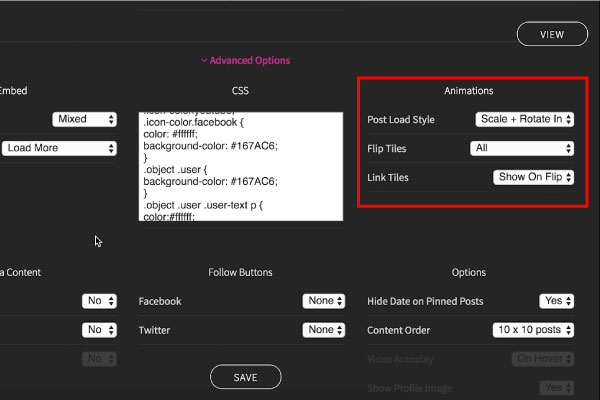 VIEW
Advanced Options
Embed
Mixed
Load More
CSS
.icon-color.facebook {
color: #ffffff;
background-color: #167AC6;
}
.object .user {
background-color: #167AC6;
}
.object .user .user-text p {
color:#ffffff;
Animations
Post Load Style Scale + Rotate In
Flip Tiles All
Link Tiles Show On Flip
a Content
No
No
No
Follow Buttons
Facebook None
Twitter None
Options
Hide Date on Pinned Posts Yes
Content Order 10 x 10 posts
Video Autoplay On Hover
Show Profile Image Yes
SAVE